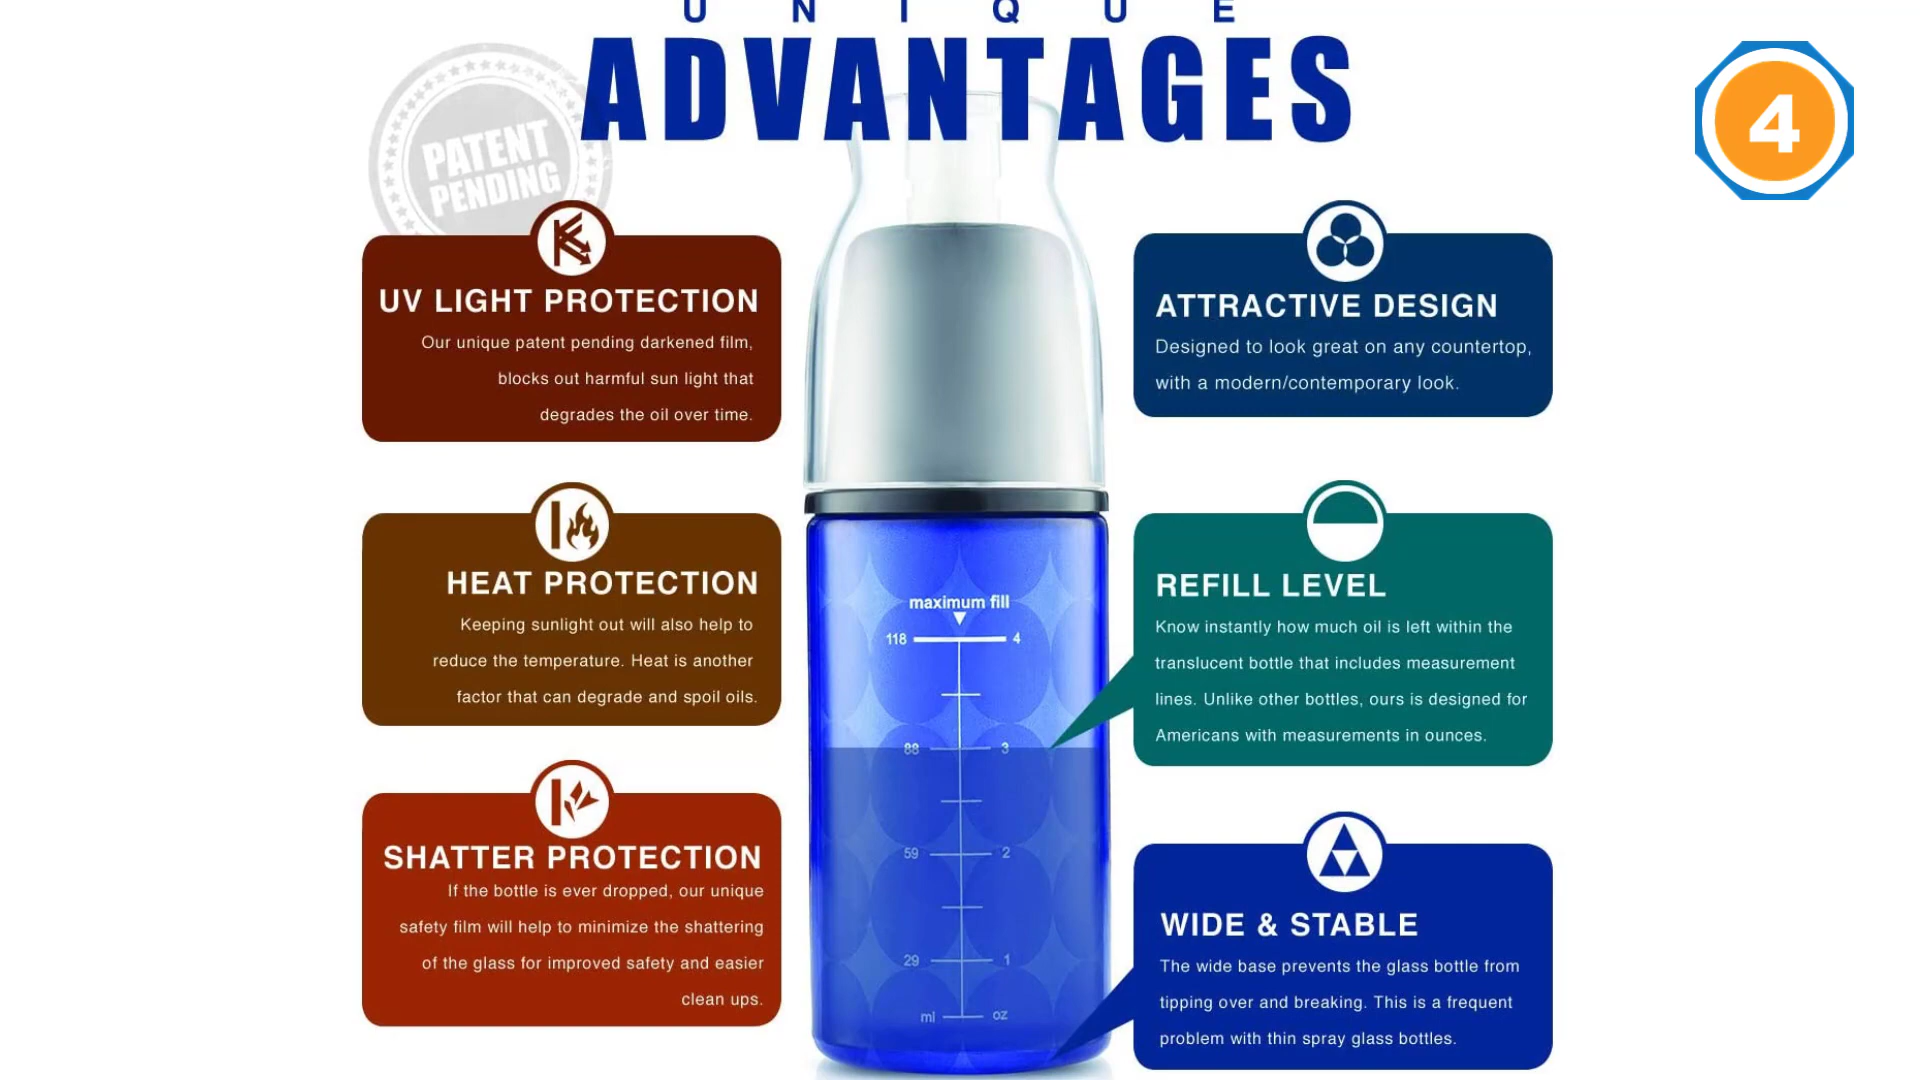 UNIQUE
ADVANTAGES
4
PATENT
PENDING
UV LIGHT PROTECTION
Our unique patent pending darkened film,
blocks out harmful sun light that
degrades the oil over time.
HEAT PROTECTION
Keeping sunlight out will also help to
reduce the temperature. Heat is another
factor that can degrade and spoil oils.
SHATTER PROTECTION
If the bottle is ever dropped, our unique
safety film will help to minimize the shattering
of the glass for improved safety and easier
clean ups.
maximum fill
118 4
88 3
59 2
29 1
ml oz
ATTRACTIVE DESIGN
Designed to look great on any countertop,
with a modern/contemporary look.
REFILL LEVEL
Know instantly how much oil is left within the
translucent bottle that includes measurement
lines. Unlike other bottles, ours is designed for
Americans with measurements in ounces.
WIDE & STABLE
The wide base prevents the glass bottle from
tipping over and breaking. This is a frequent
problem with thin spray glass bottles.